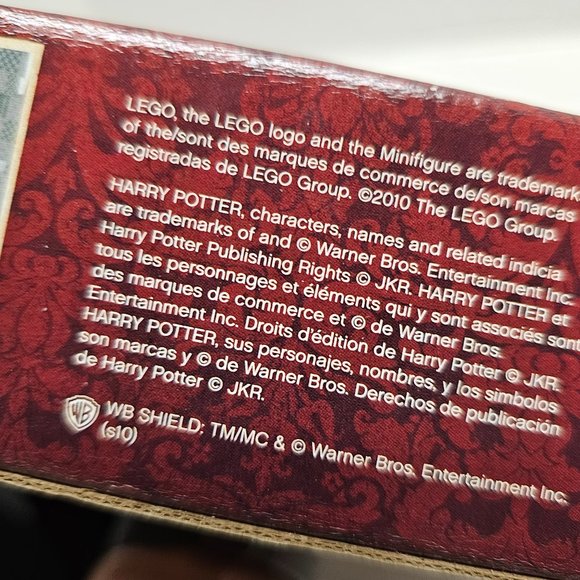 LEGO, the LEGO logo and the Minifigure are trademark
of the/sont des marques de commerce de/son marcas
registradas de LEGO Group. ©2010 The LEGO Group.
HARRY POTTER, characters, names and related indicia
are trademarks of and © Warner Bros. Entertainment Inc.
Harry Potter Publishing Rights © JKR. HARRY POTTER et
tous les personnages et éléments qui y sont associés sont
des marques de commerce et © de Warner Bros.
Entertainment Inc. Droits d'édition de Harry Potter © JKR.
HARRY POTTER, sus personajes, nombres, y los simbolos
son marcas y © de Warner Bros. Derechos de publicación
de Harry Potter © JKR.
WB
WB SHIELD: TM/MC & © Warner Bros. Entertainment Inc.
(s10)